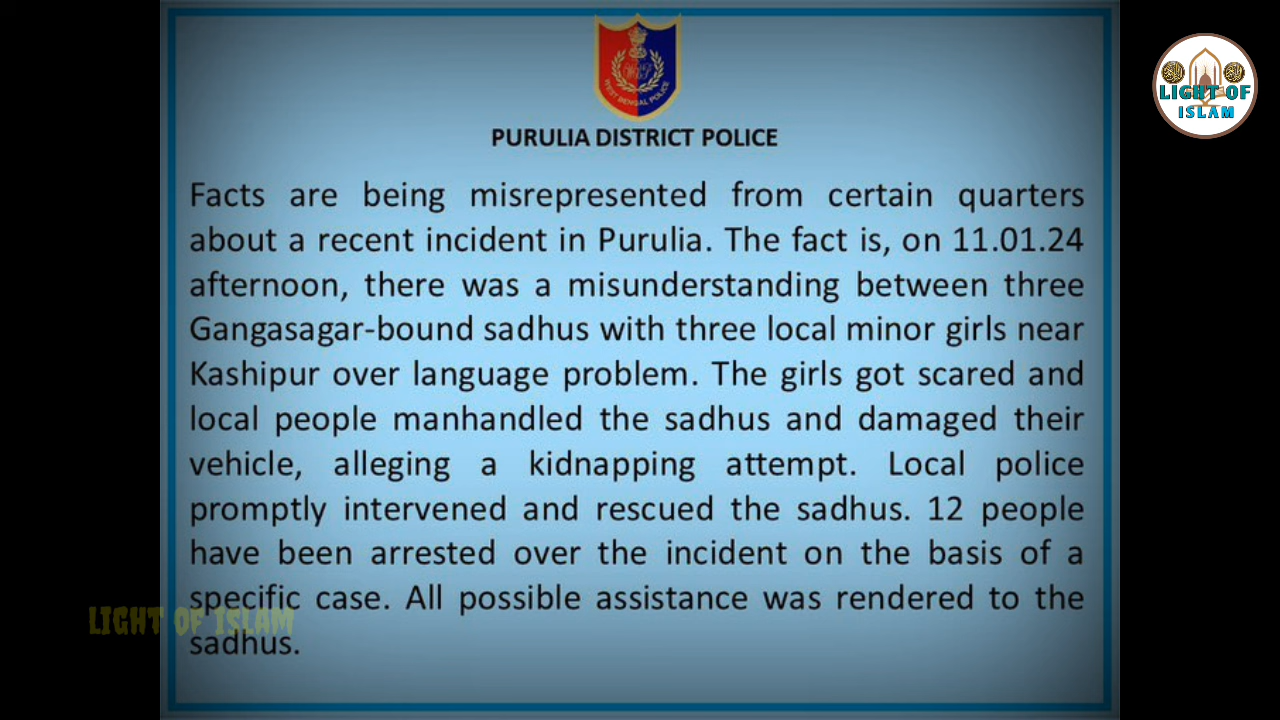 WEST BENGAL POLICE
PURULIA DISTRICT POLICE
LIGHT OF
ISLAM
Facts are being misrepresented from certain quarters
about a recent incident in Purulia. The fact is, on 11.01.24
afternoon, there was a misunderstanding between three
Gangasagar-bound sadhus with three local minor girls near
Kashipur over language problem. The girls got scared and
local people manhandled the sadhus and damaged their
vehicle, alleging a kidnapping attempt. Local police
promptly intervened and rescued the sadhus. 12 people
have been arrested over the incident on the basis of a
specific case. All possible assistance was rendered to the
sadhus.
LIGHT OF ISLAM